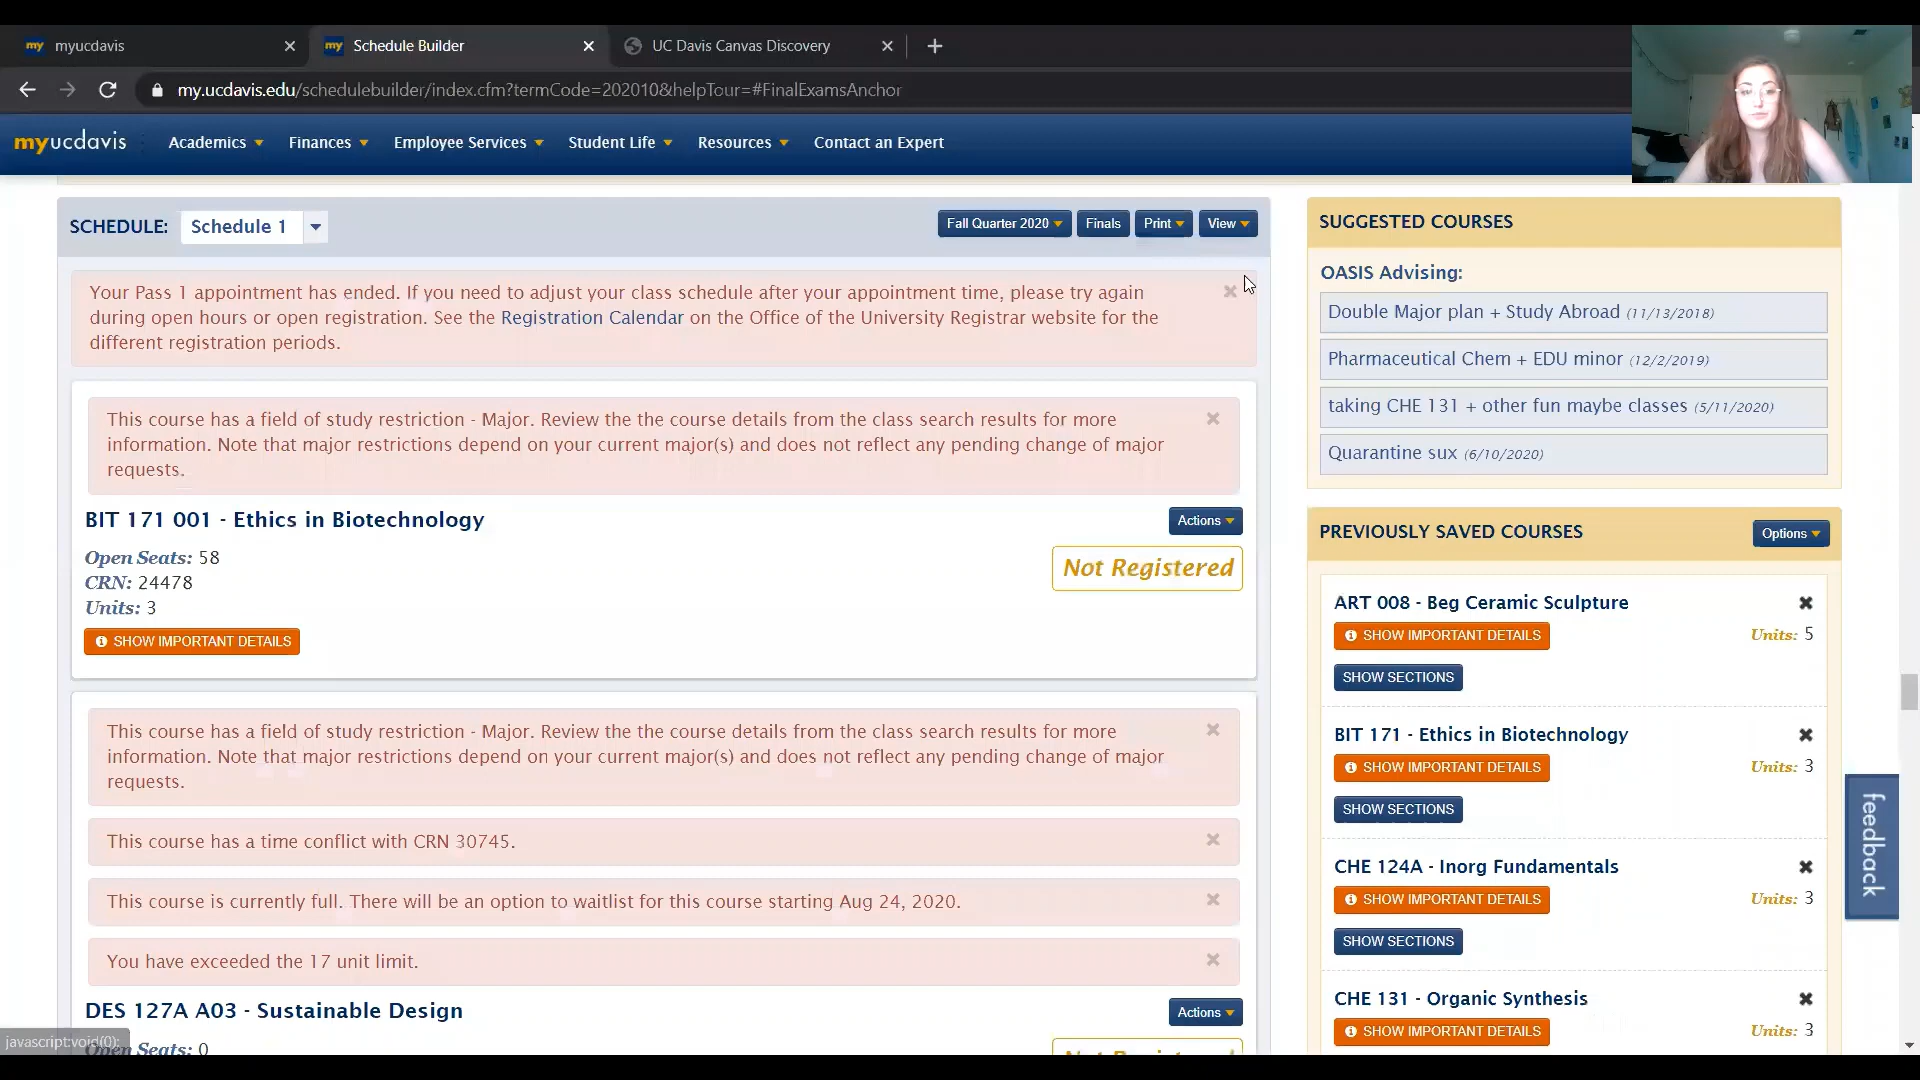 my myucdavis
my Schedule Builder
UC Davis Canvas Discovery
my.ucdavis.edu/schedulebuilder/index.cfm?termCode=202010&helpTour=#FinalExamsAnchor
myucdavis
Academics
Finances
Employee Services
Student Life
Resources
Contact an Expert
SCHEDULE: Schedule 1
Fall Quarter 2020
Finals
Print
View
Your Pass 1 appointment has ended. If you need to adjust your class schedule after your appointment time, please try again
during open hours or open registration. See the Registration Calendar on the Office of the University Registrar website for the
different registration periods.
This course has a field of study restriction - Major. Review the the course details from the class search results for more
information. Note that major restrictions depend on your current major(s) and does not reflect any pending change of major
requests.
BIT 171 001 - Ethics in Biotechnology
Actions
Open Seats: 58
Not Registered
CRN: 24478
Units: 3
SHOW IMPORTANT DETAILS
This course has a field of study restriction - Major. Review the the course details from the class search results for more
information. Note that major restrictions depend on your current major(s) and does not reflect any pending change of major
requests.
This course has a time conflict with CRN 30745.
This course is currently full. There will be an option to waitlist for this course starting Aug 24, 2020.
You have exceeded the 17 unit limit.
DES 127A A03 - Sustainable Design
Actions
Open Seats: 0
javascript:void(0);
SUGGESTED COURSES
OASIS Advising:
Double Major plan + Study Abroad (11/13/2018)
Pharmaceutical Chem + EDU minor (12/2/2019)
taking CHE 131 + other fun maybe classes (5/11/2020)
Quarantine sux (6/10/2020)
PREVIOUSLY SAVED COURSES
Options
ART 008 - Beg Ceramic Sculpture
SHOW IMPORTANT DETAILS
Units: 5
SHOW SECTIONS
BIT 171 - Ethics in Biotechnology
SHOW IMPORTANT DETAILS
Units: 3
SHOW SECTIONS
CHE 124A - Inorg Fundamentals
SHOW IMPORTANT DETAILS
Units: 3
SHOW SECTIONS
CHE 131 - Organic Synthesis
SHOW IMPORTANT DETAILS
Units: 3
feedback